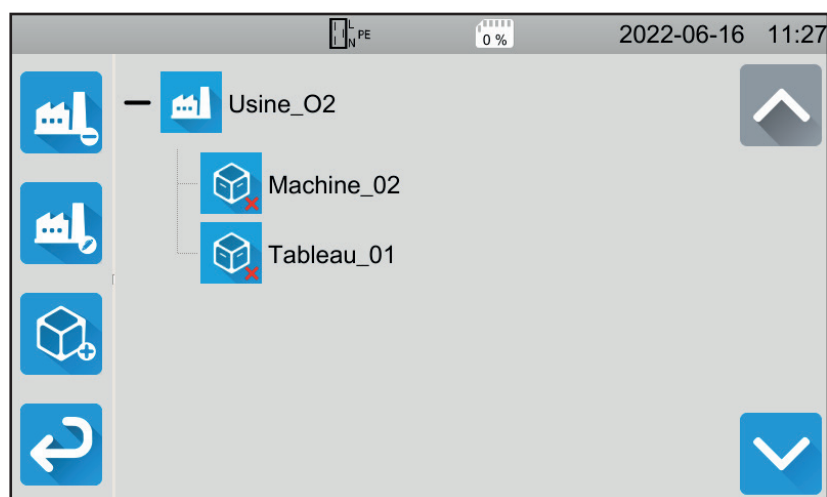 L
N PE 0 % 2022-06-16 11:27
Usine_O2
Machine_02
Tableau_01